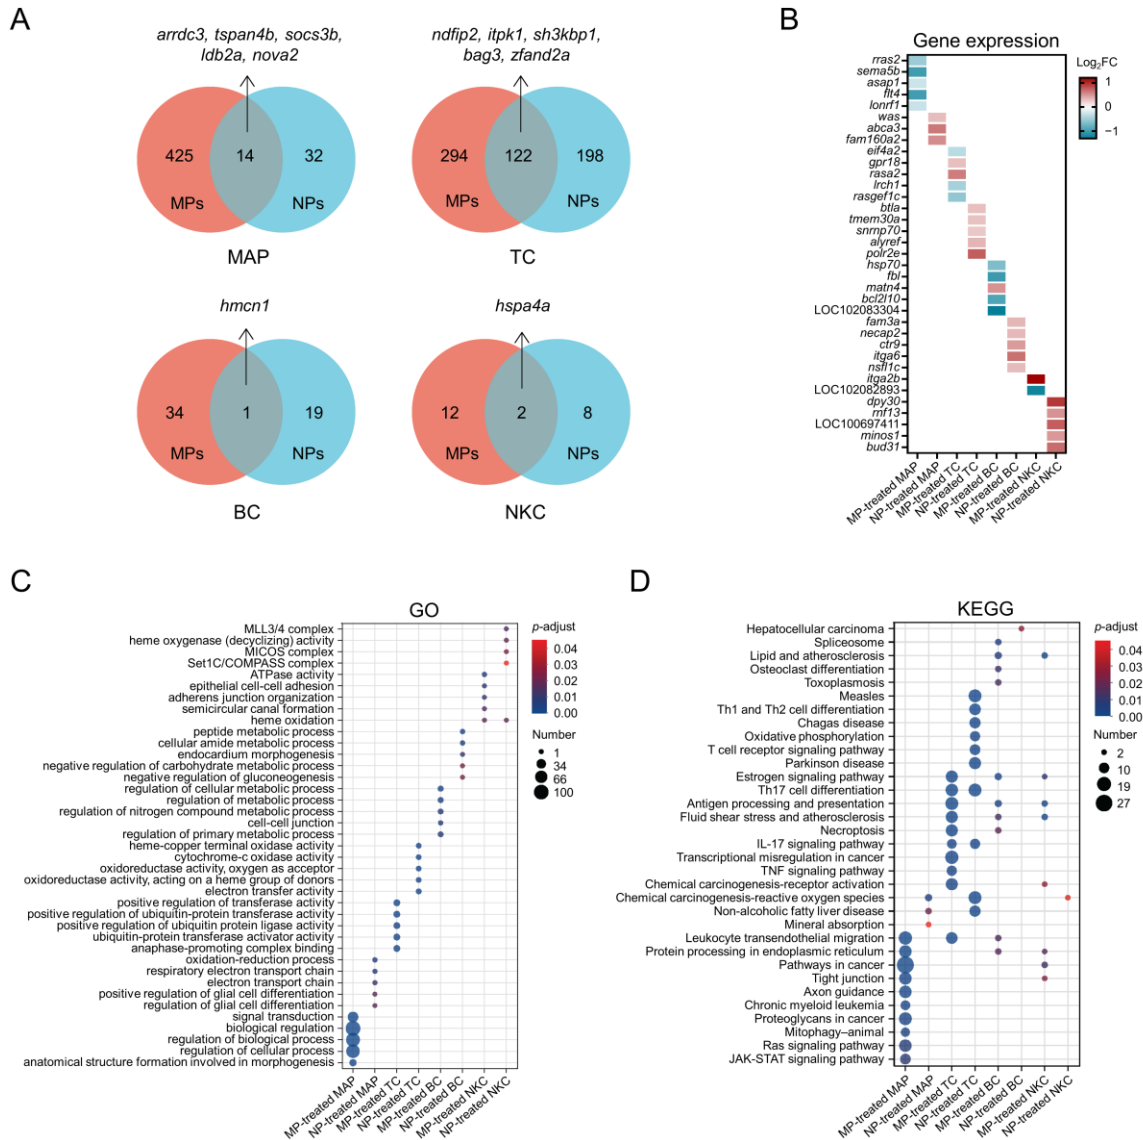 A
arrdc3, tspan4b, socs3b,
ldb2a, nova2
425
14
32
MPs
NPs
MAP
ndfip2, itpk1, sh3kbp1,
bag3, zfand2a
294
122
198
MPs
NPs
TC
hmcn1
34
1
19
MPs
NPs
BC
hspa4a
12
2
8
MPs
NPs
NKC
B
Gene expression
rras2
sema5b
asap1
flt4
lonrf1
was
abca3
fam160a2
eif4a2
gpr18
rasa2
lrch1
rasgef1c
btla
tmem30a
snrnp70
alyref
polr2e
hsp70
fbl
matn4
bcl2l10
LOC102083304
fam3a
necap2
ctr9
itga6
nsfl1c
itga2b
LOC102082893
dpy30
rnf13
LOC100697411
minos1
bud31
MP-treated MAP
NP-treated MAP
MP-treated TC
NP-treated TC
MP-treated BC
NP-treated BC
MP-treated NKC
NP-treated NKC
Log2FC
1
0
−1
C
GO
MLL3/4 complex
heme oxygenase (decyclizing) activity
MICOS complex
Set1C/COMPASS complex
ATPase activity
epithelial cell-cell adhesion
adherens junction organization
semicircular canal formation
heme oxidation
peptide metabolic process
cellular amide metabolic process
endocardium morphogenesis
negative regulation of carbohydrate metabolic process
negative regulation of gluconeogenesis
regulation of cellular metabolic process
regulation of metabolic process
regulation of nitrogen compound metabolic process
cell-cell junction
regulation of primary metabolic process
heme-copper terminal oxidase activity
cytochrome-c oxidase activity
oxidoreductase activity, oxygen as acceptor
oxidoreductase activity, acting on a heme group of donors
electron transfer activity
positive regulation of transferase activity
positive regulation of ubiquitin-protein transferase activity
positive regulation of ubiquitin protein ligase activity
ubiquitin-protein transferase activator activity
anaphase-promoting complex binding
oxidation-reduction process
respiratory electron transport chain
electron transport chain
positive regulation of glial cell differentiation
regulation of glial cell differentiation
signal transduction
biological regulation
regulation of biological process
regulation of cellular process
anatomical structure formation involved in morphogenesis
MP-treated MAP
NP-treated MAP
MP-treated TC
NP-treated TC
MP-treated BC
NP-treated BC
MP-treated NKC
NP-treated NKC
p-adjust
0.04
0.03
0.02
0.01
0.00
Number
1
34
66
100
D
KEGG
Hepatocellular carcinoma
Spliceosome
Lipid and atherosclerosis
Osteoclast differentiation
Toxoplasmosis
Measles
Th1 and Th2 cell differentiation
Chagas disease
Oxidative phosphorylation
T cell receptor signaling pathway
Parkinson disease
Estrogen signaling pathway
Th17 cell differentiation
Antigen processing and presentation
Fluid shear stress and atherosclerosis
Necroptosis
IL-17 signaling pathway
Transcriptional misregulation in cancer
TNF signaling pathway
Chemical carcinogenesis-receptor activation
Chemical carcinogenesis-reactive oxygen species
Non-alcoholic fatty liver disease
Mineral absorption
Leukocyte transendothelial migration
Protein processing in endoplasmic reticulum
Pathways in cancer
Tight junction
Axon guidance
Chronic myeloid leukemia
Proteoglycans in cancer
Mitophagy–animal
Ras signaling pathway
JAK-STAT signaling pathway
MP-treated MAP
NP-treated MAP
MP-treated TC
NP-treated TC
MP-treated BC
NP-treated BC
MP-treated NKC
NP-treated NKC
p-adjust
0.04
0.03
0.02
0.01
0.00
Number
2
10
19
27